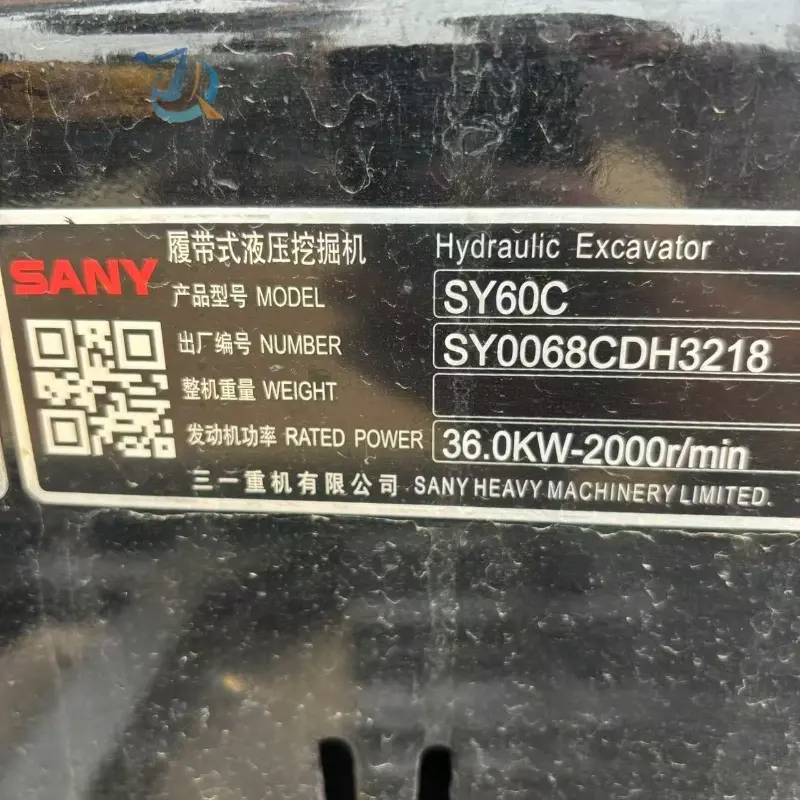 履带式液压挖掘机 Hydraulic Excavator
SANY
产品型号 MODEL SY60C
出厂编号 NUMBER SY0068CDH3218
整机重量 WEIGHT
发动机功率 RATED POWER 36.0KW-2000r/min
三一重机有限公司 SANY HEAVY MACHINERY LIMITED.